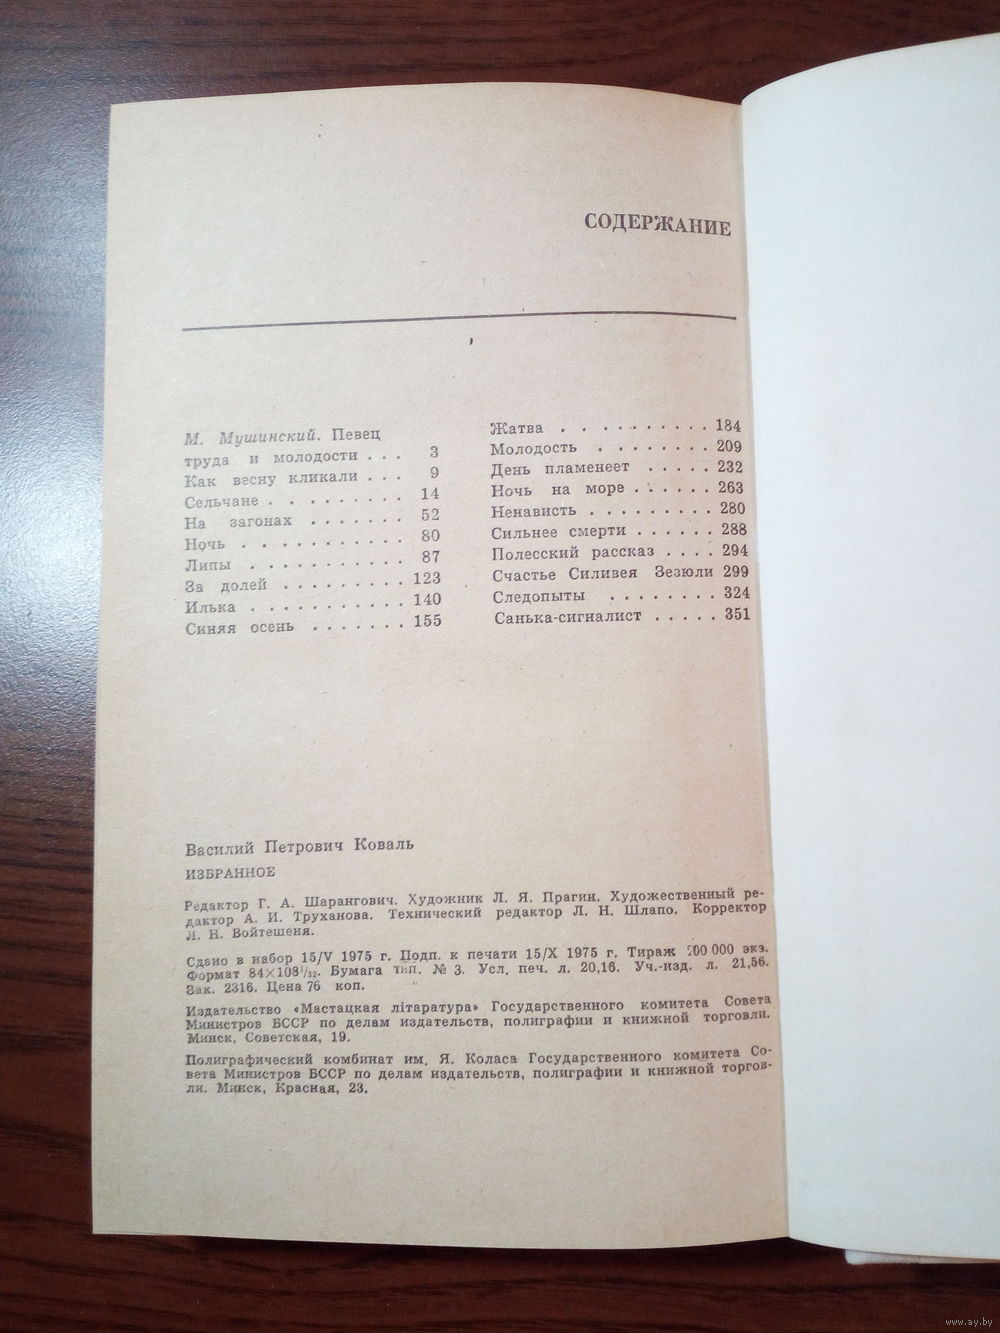 СОДЕРЖАНИЕ
М. Мушинский. Певец
труда и молодости . . . 3
Как весну кликали . . . 9
Сельчане . . . . . . . . 14
На загонах . . . . . . . 52
Ночь . . . . . . . . . . 80
Липы . . . . . . . . . . 87
За долей . . . . . . . . . 123
Илька . . . . . . . . . . . 140
Синяя осень . . . . . . . 155
Жатва . . . . . . . . . 184
Молодость . . . . . . . 209
День пламенеет . . . . . 232
Ночь на море . . . . . . 263
Ненависть . . . . . . . . . 280
Сильнее смерти . . . . . . 288
Полесский рассказ . . . . 294
Счастье Силивея Зезюли 299
Следопыты . . . . . . . . 324
Санька-сигналист . . . . . 351
Василий Петрович Коваль
ИЗБРАННОЕ
Редактор Г. А. Шарангович. Художник Л. Я. Прагин. Художественный ре-
дактор А. И. Труханова. Технический редактор Л. Н. Шлапо. Корректор
Л. Н. Войтешеня.
Сдано в набор 15/V 1975 г. Подп. к печати 15/X 1975 г. Тираж 000 экз.
Формат 84×108¹/₃₂. Бумага тип. № 3. Усл. печ. л. 20,16. Уч.-изд. л. 21,56.
Зак. 2316. Цена 76 коп.
Издательство «Мастацкая літаратура» Государственного комитета Совета
Министров БССР по делам издательств, полиграфии и книжной торговли.
Минск, Советская, 19.
Полиграфический комбинат им. Я. Коласа Государственного комитета Со-
вета Министров БССР по делам издательств, полиграфии и книжной торгов-
ли. Минск, Красная, 23.
www.ay.by